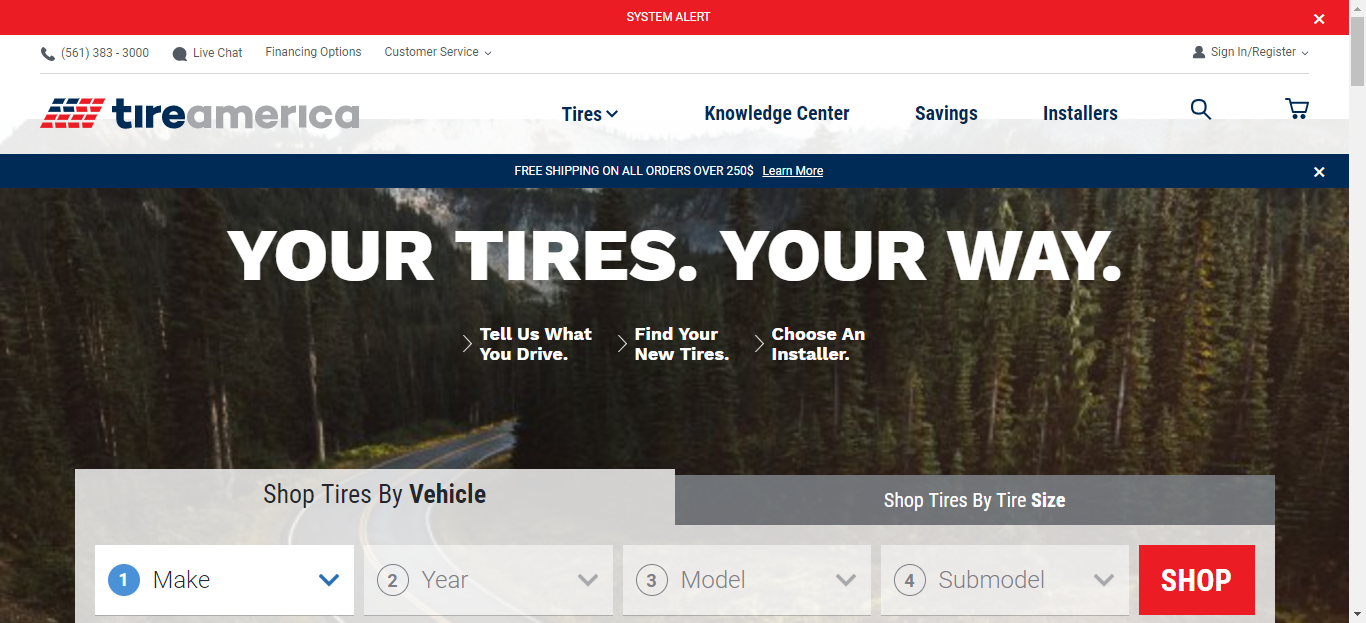 SYSTEM ALERT
(561) 383 - 3000 Live Chat Financing Options Customer Service Sign In/Register
tireamerica Tires Knowledge Center Savings Installers
FREE SHIPPING ON ALL ORDERS OVER 250$ Learn More
YOUR TIRES. YOUR WAY.
Tell Us What
You Drive.
Find Your
New Tires.
Choose An
Installer.
Shop Tires By Vehicle
Shop Tires By Tire Size
1 Make 2 Year 3 Model 4 Submodel SHOP